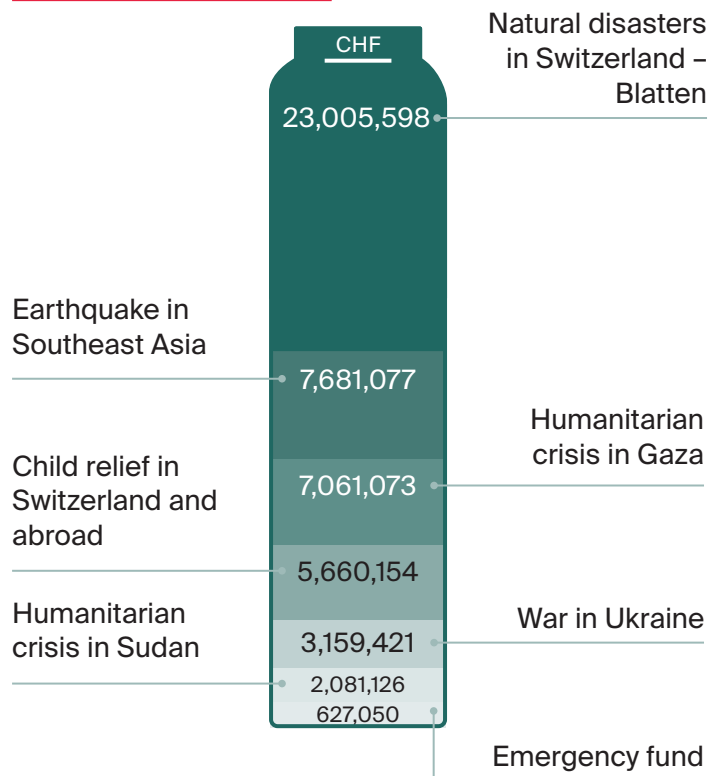 CHF
Natural disasters
in Switzerland –
Blatten
23,005,598
Earthquake in
Southeast Asia
7,681,077
Humanitarian
crisis in Gaza
7,061,073
Child relief in
Switzerland and
abroad
5,660,154
War in Ukraine
3,159,421
Humanitarian
crisis in Sudan
2,081,126
627,050
Emergency fund